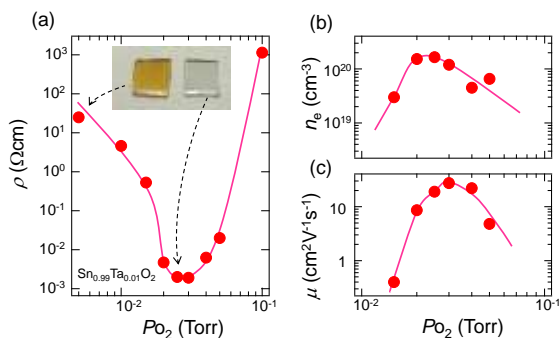 (a)
10³
10²
10¹
10⁰
10⁻¹
10⁻²
10⁻³
ρ (Ωcm)
Sn0.99Ta0.01O2
10⁻²
10⁻¹
Po₂ (Torr)
(b)
10²⁰
10¹⁹
nₑ (cm⁻³)
(c)
10
1
μ (cm²V⁻¹s⁻¹)
10⁻²
10⁻¹
Po₂ (Torr)